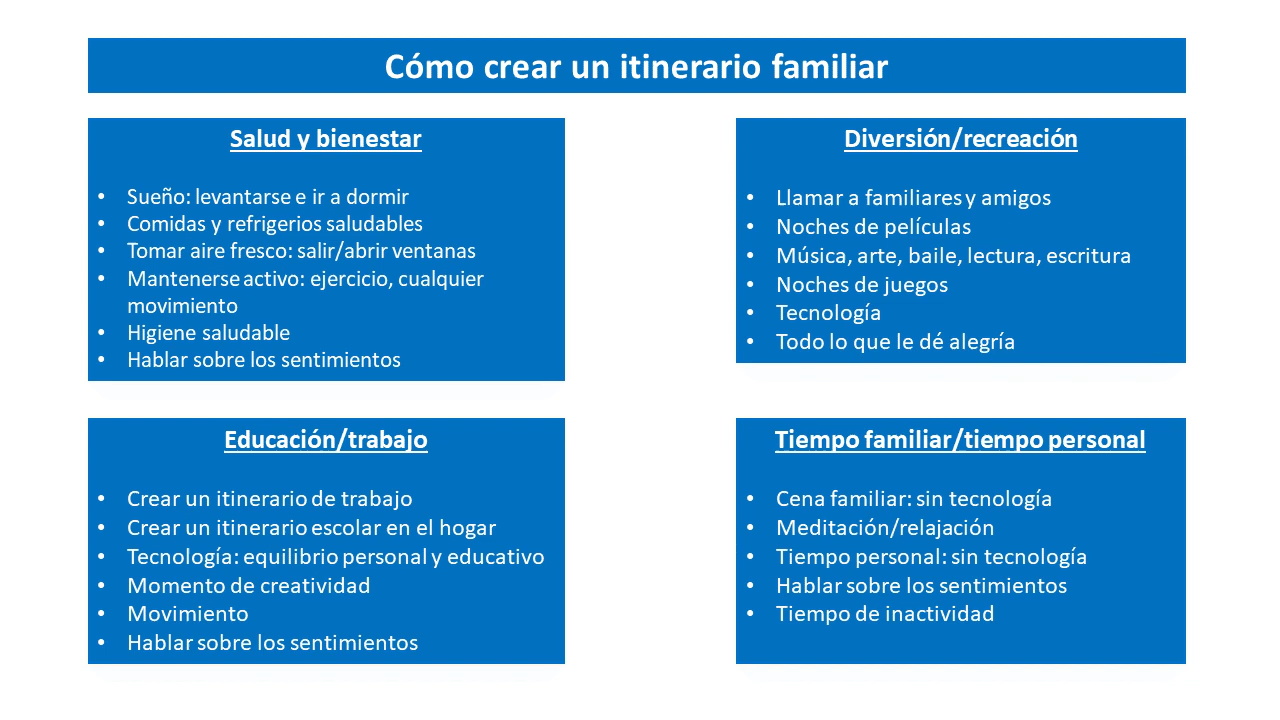 Cómo crear un itinerario familiar
Salud y bienestar
• Sueño: levantarse e ir a dormir
• Comidas y refrigerios saludables
• Tomar aire fresco: salir/abrir ventanas
• Mantenerse activo: ejercicio, cualquier
movimiento
• Higiene saludable
• Hablar sobre los sentimientos
Diversión/recreación
• Llamar a familiares y amigos
• Noches de películas
• Música, arte, baile, lectura, escritura
• Noches de juegos
• Tecnología
• Todo lo que le dé alegría
Educación/trabajo
• Crear un itinerario de trabajo
• Crear un itinerario escolar en el hogar
• Tecnología: equilibrio personal y educativo
• Momento de creatividad
• Movimiento
• Hablar sobre los sentimientos
Tiempo familiar/tiempo personal
• Cena familiar: sin tecnología
• Meditación/relajación
• Tiempo personal: sin tecnología
• Hablar sobre los sentimientos
• Tiempo de inactividad